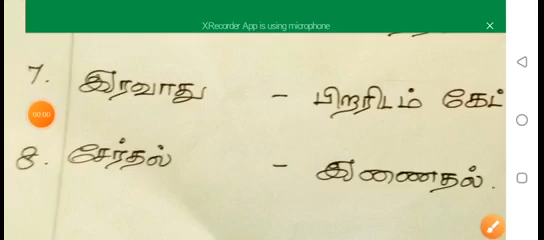 XRecorder App is using microphone
7. இரவாது - பிறரிடம் கேட்
00:00
8. சேர்தல் - இணைதல்.